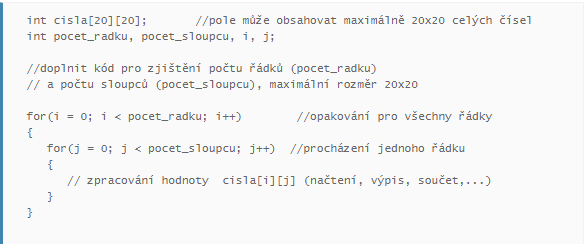 int cisla[20][20];       //pole může obsahovat maximálně 20x20 celých čísel
int pocet_radku, pocet_sloupcu, i, j;
//doplnit kód pro zjištění počtu řádků (pocet_radku)
// a počtu sloupců (pocet_sloupcu), maximální rozměr 20x20
for(i = 0; i < pocet_radku; i++)        //opakování pro všechny řádky
{
   for(j = 0; j < pocet_sloupcu; j++)  //procházení jednoho řádku
   {
      // zpracování hodnoty  cisla[i][j] (načtení, výpis, součet,...)
   }
}